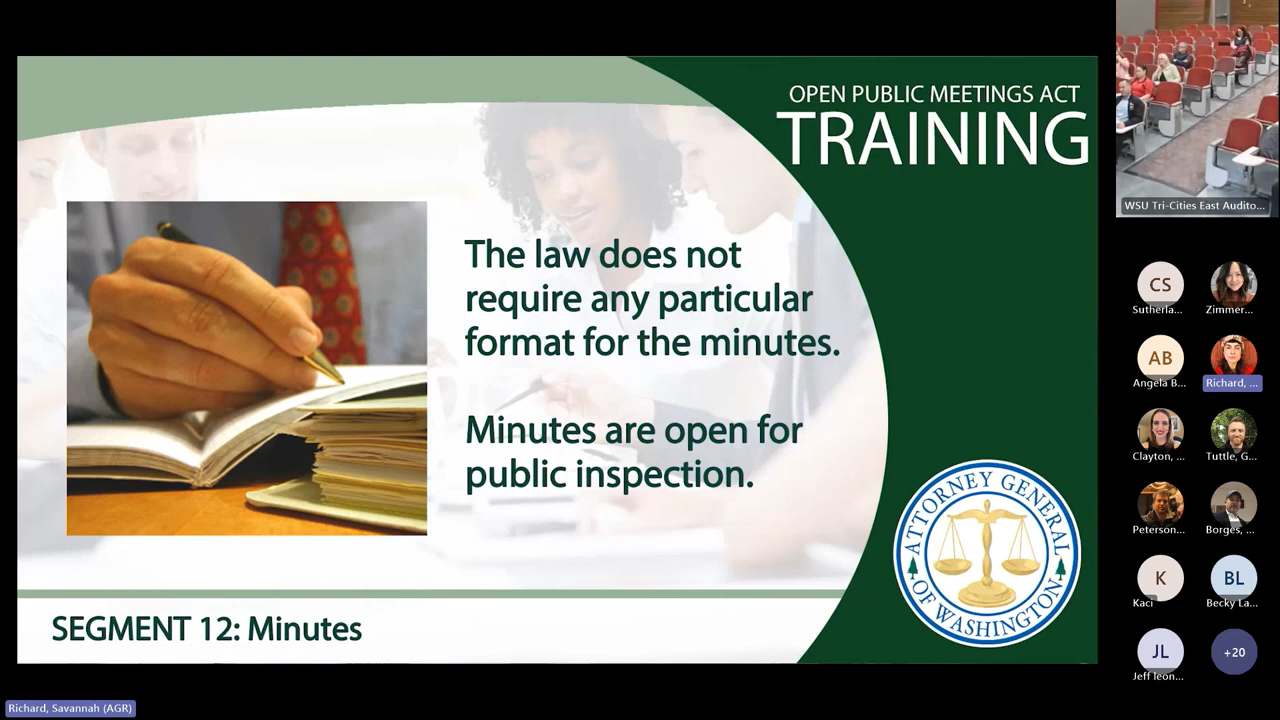 OPEN PUBLIC MEETINGS ACT
TRAINING
The law does not
require any particular
format for the minutes.
Minutes are open for
public inspection.
ATTORNEY GENERAL
OF WASHINGTON
SEGMENT 12: Minutes
WSU Tri-Cities East Audito...
CS
Sutherla...
Zimmer...
AB
Angela B...
Richard, ...
Clayton, ...
Tuttle, G...
Peterson...
Borges, ...
K
Kaci
BL
Becky La...
JL
Jeff leon...
+20
Richard, Savannah (AGR)